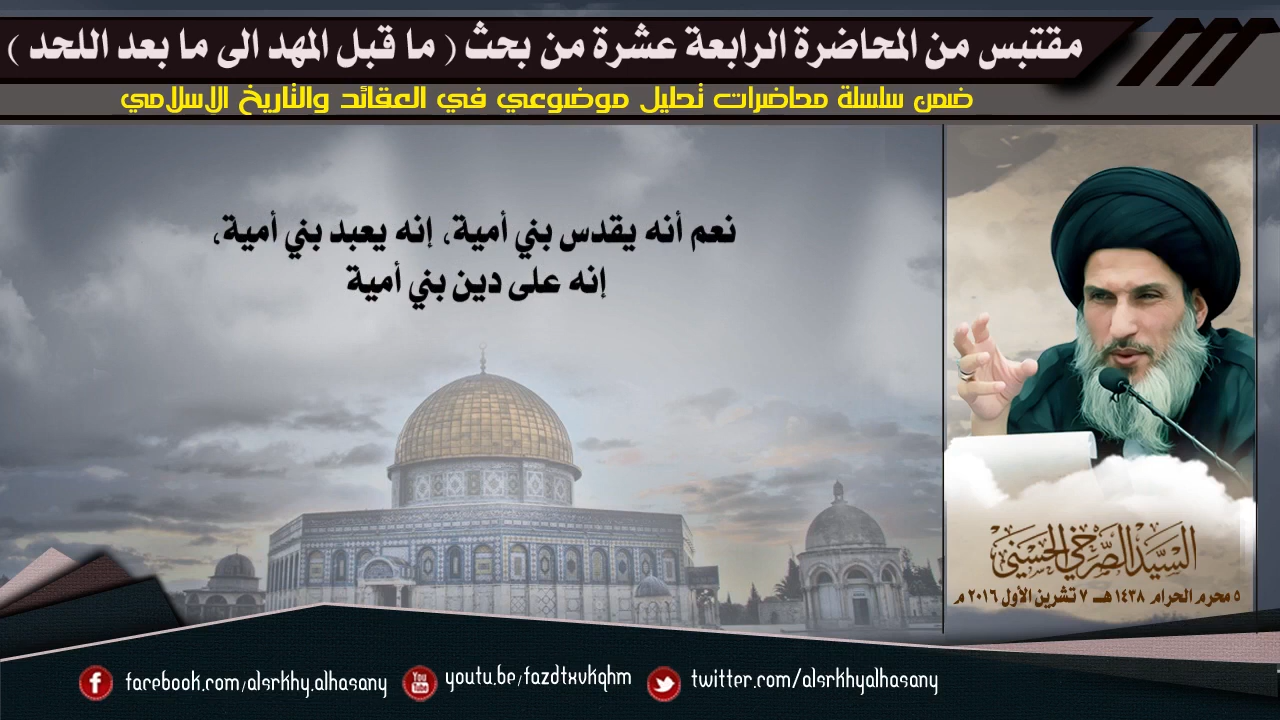 مقتبس من المحاضرة الرابعة عشرة من بحث ( ما قبل المهد الى ما بعد اللحد )
ضمن سلسلة محاضرات تحليل موضوعي في العقائد والتاريخ الاسلامي
نعم أنه يقدس بني أمية، إنه يعبد بني أمية،
إنه على دين بني أمية
السيد الصرخي الحسني
٥ محرم الحرام ١٤٣٨ هـ ٧ تشرين الأول ٢٠١٦ م
facebook.com/alsrkhy.alhasany
You Tube
youtu.be/fazdtxvkqhm
twitter.com/alsrkhyalhasany